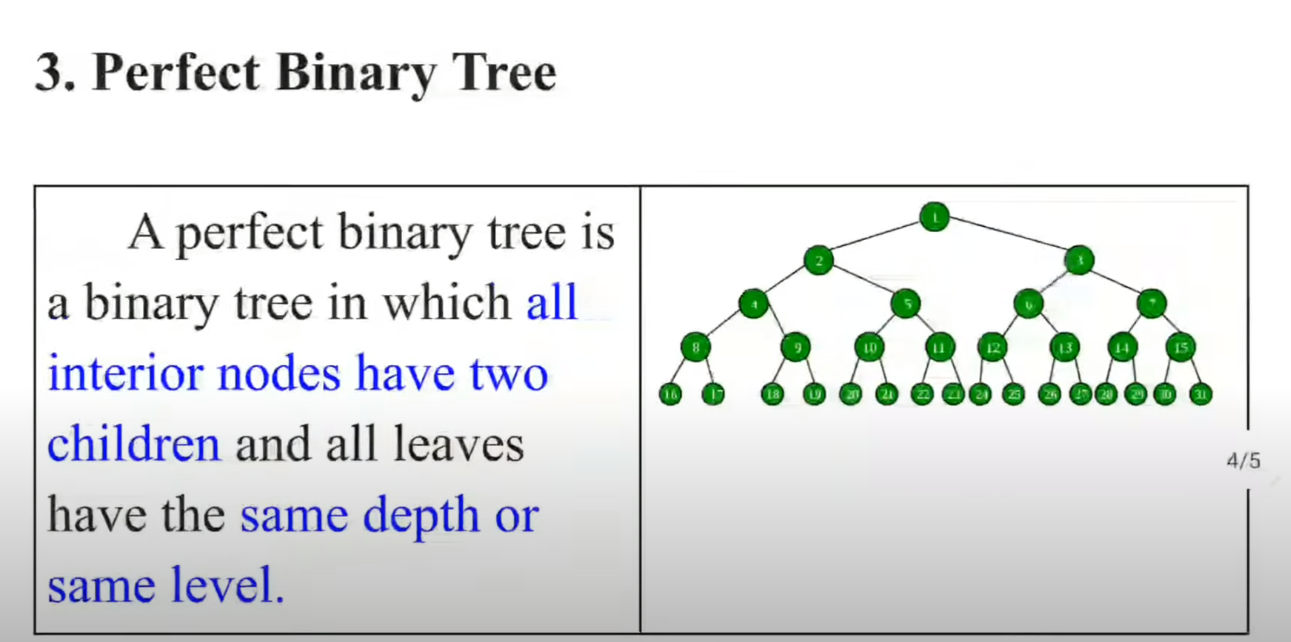 3. Perfect Binary Tree
A perfect binary tree is
a binary tree in which all
interior nodes have two
children and all leaves
have the same depth or
same level.
1
2 3
4 5 6 7
8 9 10 11 12 13 14 15
16 17 18 19 20 21 22 23 24 25 26 27 28 29 30 31
4/5